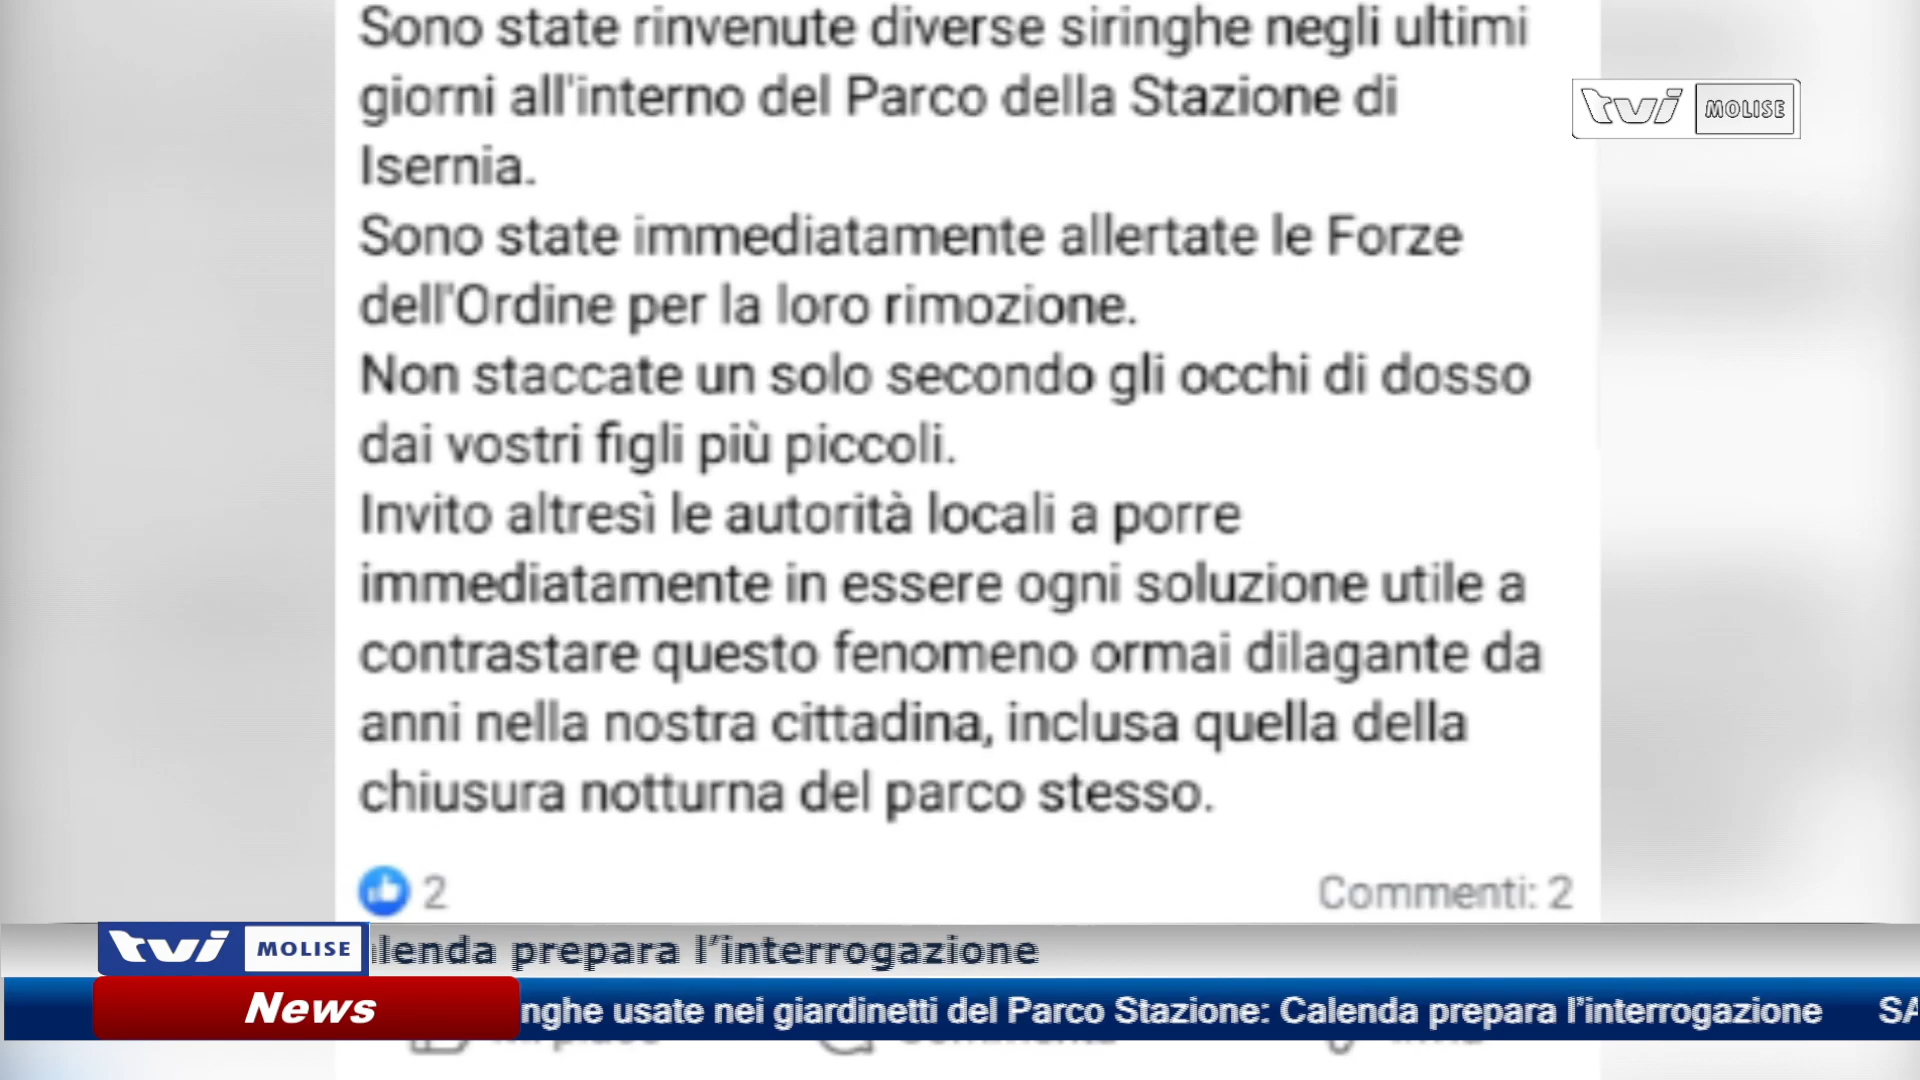 Sono state rinvenute diverse siringhe negli ultimi
giorni all'interno del Parco della Stazione di
Isernia.
Sono state immediatamente allertate le Forze
dell'Ordine per la loro rimozione.
Non staccate un solo secondo gli occhi di dosso
dai vostri figli più piccoli.
Invito altresì le autorità locali a porre
immediatamente in essere ogni soluzione utile a
contrastare questo fenomeno ormai dilagante da
anni nella nostra cittadina, inclusa quella della
chiusura notturna del parco stesso.
tvi MOLISE
2
Commenti: 2
tvi MOLISE
lenda prepara l’interrogazione
News
nghe usate nei giardinetti del Parco Stazione: Calenda prepara l’interrogazione SA